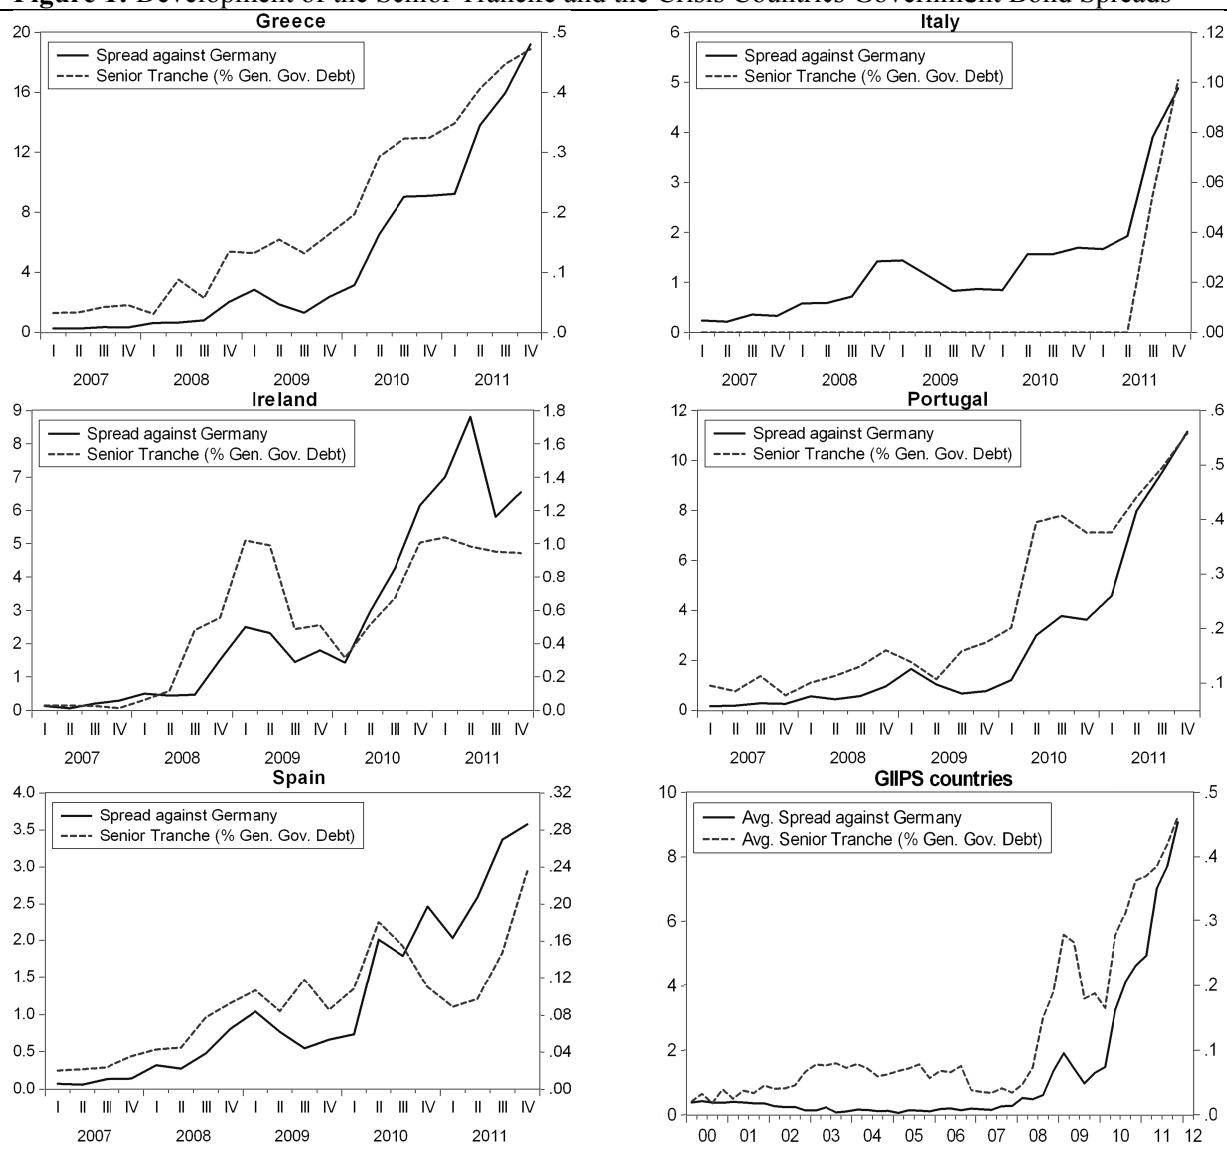 Figure 1: Development of the Senior Tranche and the Crisis Countries Government Bond Spreads
Greece
Spread against Germany
Senior Tranche (% Gen. Gov. Debt)
20
16
12
8
4
0
.5
.4
.3
.2
.1
.0
I II III IV I II III IV I II III IV I II III IV I II III IV
2007 2008 2009 2010 2011
Italy
Spread against Germany
Senior Tranche (% Gen. Gov. Debt)
6
5
4
3
2
1
0
.12
.10
.08
.06
.04
.02
.00
I II III IV I II III IV I II III IV I II III IV I II III IV
2007 2008 2009 2010 2011
Ireland
Spread against Germany
Senior Tranche (% Gen. Gov. Debt)
9
8
7
6
5
4
3
2
1
0
1.8
1.6
1.4
1.2
1.0
0.8
0.6
0.4
0.2
0.0
I II III IV I II III IV I II III IV I II III IV I II III IV
2007 2008 2009 2010 2011
Portugal
Spread against Germany
Senior Tranche (% Gen. Gov. Debt)
12
10
8
6
4
2
0
.6
.5
.4
.3
.2
.1
I II III IV I II III IV I II III IV I II III IV I II III IV
2007 2008 2009 2010 2011
Spain
Spread against Germany
Senior Tranche (% Gen. Gov. Debt)
4.0
3.5
3.0
2.5
2.0
1.5
1.0
0.5
0.0
.32
.28
.24
.20
.16
.12
.08
.04
.00
I II III IV I II III IV I II III IV I II III IV I II III IV
2007 2008 2009 2010 2011
GIIPS countries
Avg. Spread against Germany
Avg. Senior Tranche (% Gen. Gov. Debt)
10
8
6
4
2
0
.5
.4
.3
.2
.1
.0
00 01 02 03 04 05 06 07 08 09 10 11 12